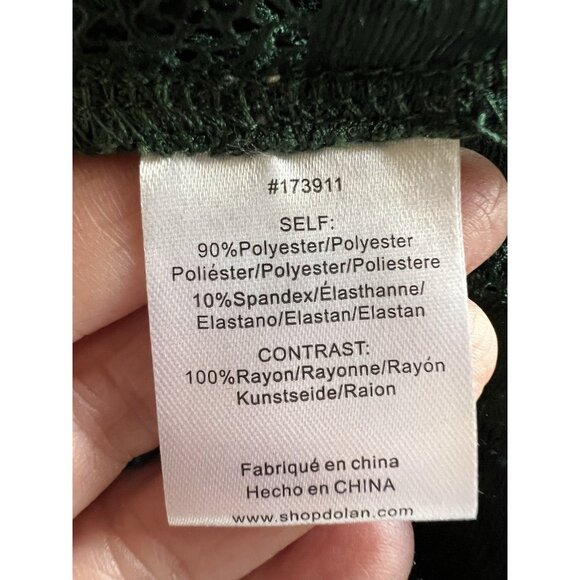 #173911
SELF:
90%Polyester/Polyester
Poliéster/Polyester/Poliestere
10%Spandex/Élasthanne/
Elastano/Elastan/Elastan
CONTRAST:
100%Rayon/Rayonne/Rayón
Kunstseide/Raion
Fabriqué en china
Hecho en CHINA
www.shopdolan.com